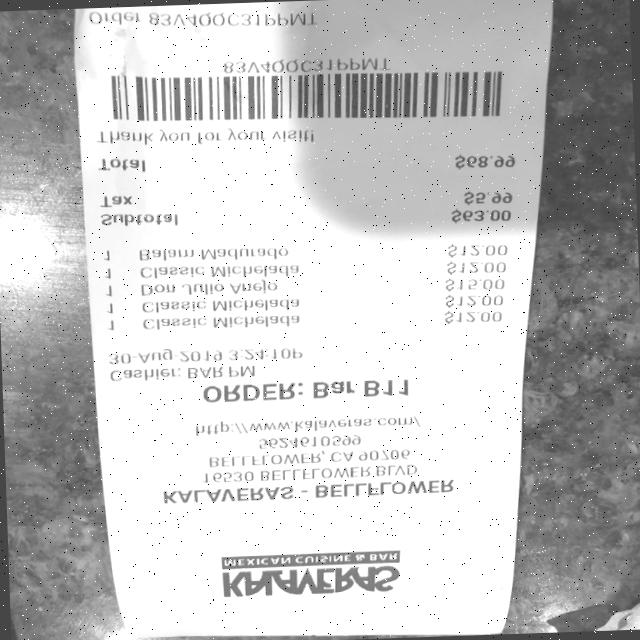 KALAVERAS
MEXICAN CUISINE & BAR
KALAVERAS - BELLFLOWER
16530 BELLFLOWER BLVD
BELLFLOWER, CA 90706
5624610599
http://www.kalaveras.com/
ORDER: Bar B11
Cashier: BAR PM
30-Aug-2019 3:24:10P
1 Classic Michelada $12.00
1 Classic Michelada $12.00
1 Don Julio Anejo $15.00
1 Classic Michelada $12.00
1 Balam Madurado $12.00
Subtotal $63.00
Tax $5.99
Total $68.99
Thank you for your visit!
83V4QQC31PPMT
Order 83V4QQC31PPMT